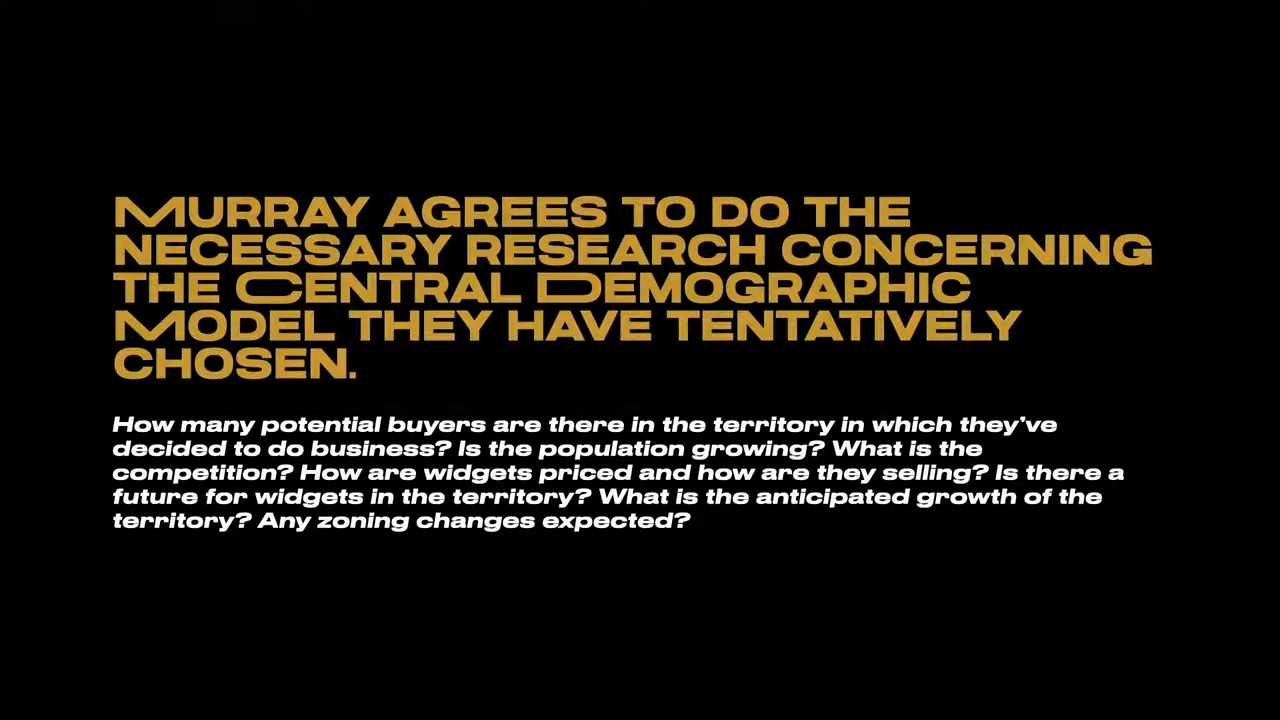 MURRAY AGREES TO DO THE
NECESSARY RESEARCH CONCERNING
THE CENTRAL DEMOGRAPHIC
MODEL THEY HAVE TENTATIVELY
CHOSEN.
How many potential buyers are there in the territory in which they've
decided to do business? Is the population growing? What is the
competition? How are widgets priced and how are they selling? Is there a
future for widgets in the territory? What is the anticipated growth of the
territory? Any zoning changes expected?